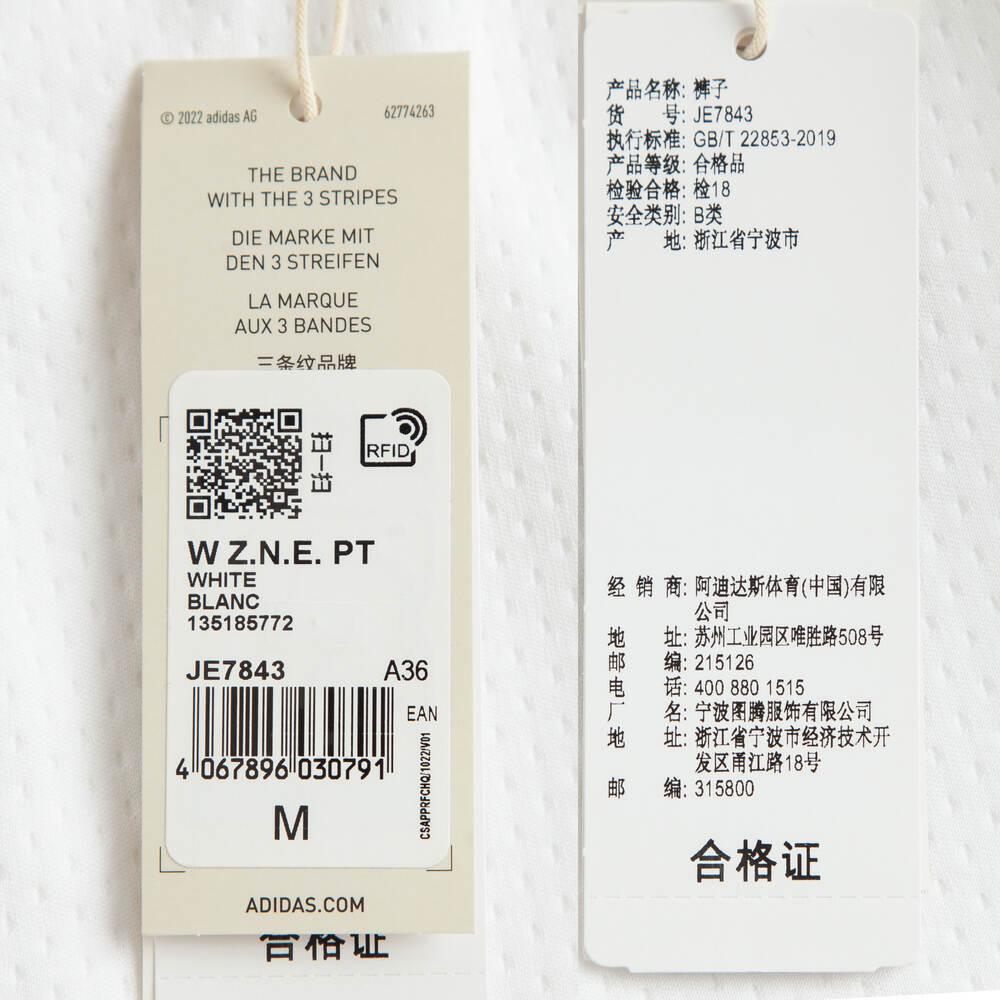 © 2022 adidas AG
62774263
THE BRAND
WITH THE 3 STRIPES
DIE MARKE MIT
DEN 3 STREIFEN
LA MARQUE
AUX 3 BANDES
三条纹品牌
扫一扫
RFID
W Z.N.E. PT
WHITE
BLANC
135185772
JE7843
A36
EAN
4 067896 030791
CSAPPRFCHQ/1022/V01
M
ADIDAS.COM
合格证
产品名称: 裤子
货 号: JE7843
执行标准: GB/T 22853-2019
产品等级: 合格品
检验合格: 检18
安全类别: B类
产 地: 浙江省宁波市
经 销 商: 阿迪达斯体育(中国)有限
公司
地 址: 苏州工业园区唯胜路508号
邮 编: 215126
电 话: 400 880 1515
厂 名: 宁波图腾服饰有限公司
地 址: 浙江省宁波市经济技术开
发区甬江路18号
邮 编: 315800
合格证